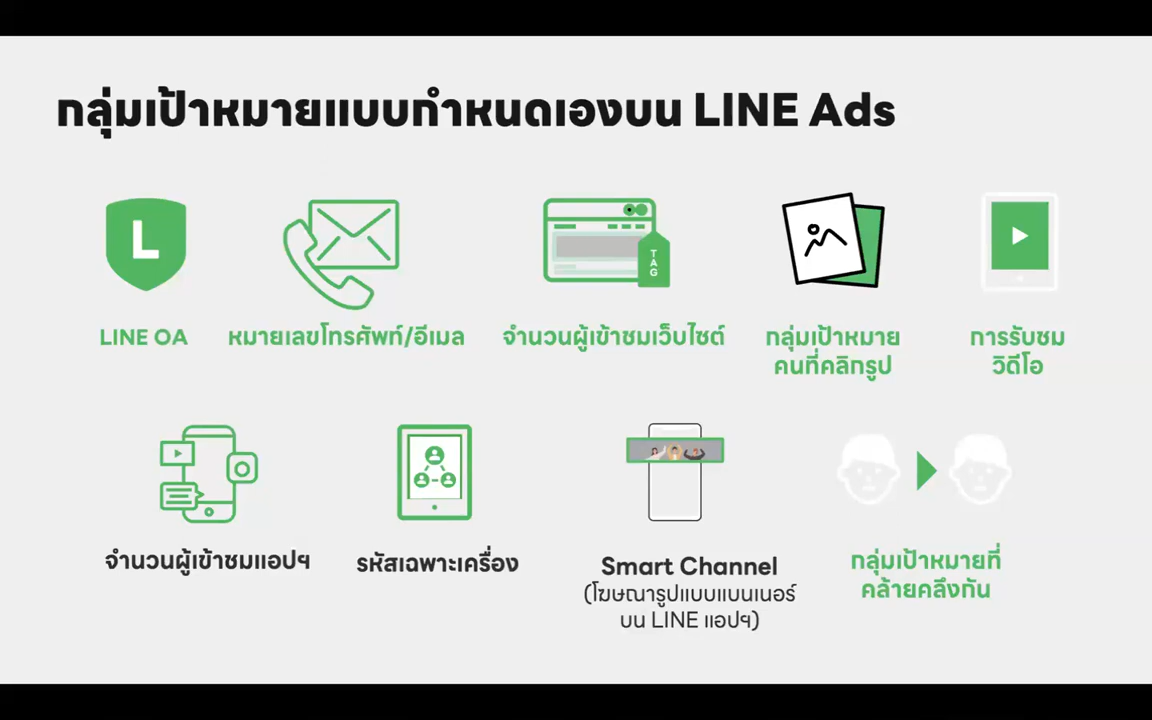 กลุ่มเป้าหมายแบบกำหนดเองบน LINE Ads
L
TAG
LINE OA
หมายเลขโทรศัพท์/อีเมล
จำนวนผู้เข้าชมเว็บไซต์
กลุ่มเป้าหมาย
คนที่คลิกรูป
การรับชม
วิดีโอ
จำนวนผู้เข้าชมแอปฯ
รหัสเฉพาะเครื่อง
Smart Channel
(โฆษณารูปแบบแบนเนอร์
บน LINE แอปฯ)
กลุ่มเป้าหมายที่
คล้ายคลึงกัน